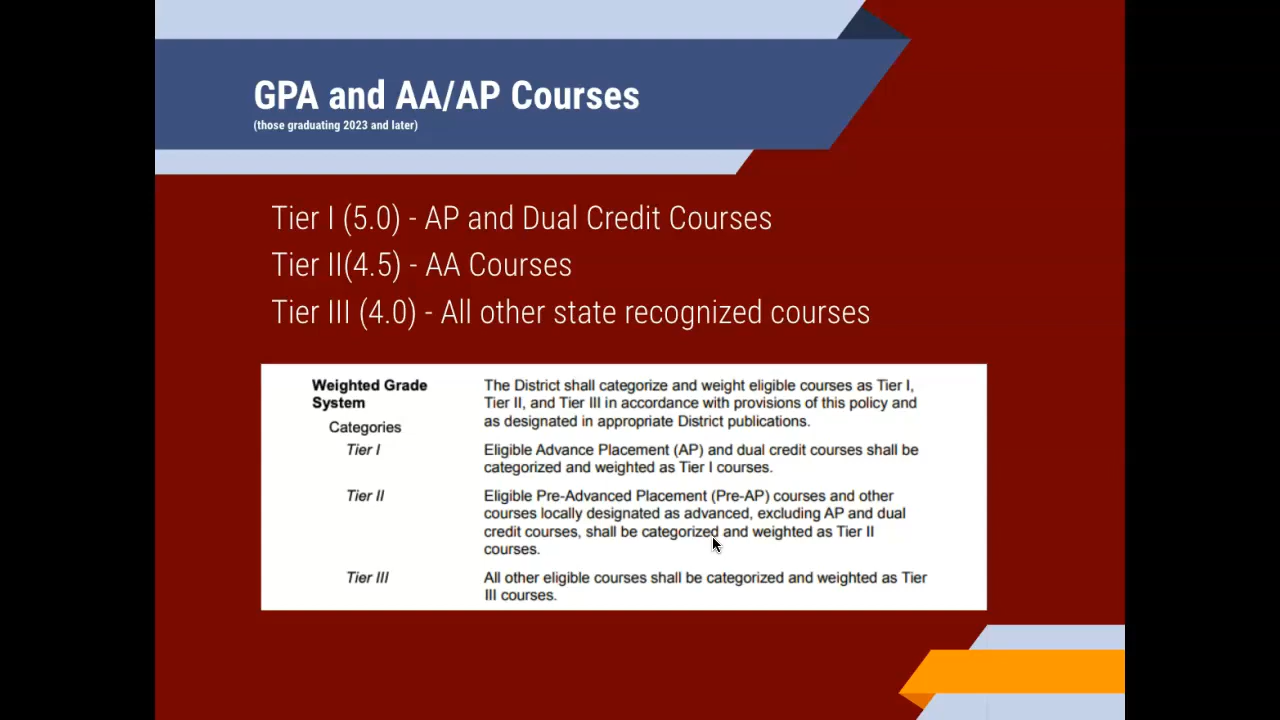 GPA and AA/AP Courses
(those graduating 2023 and later)
Tier I (5.0) - AP and Dual Credit Courses
Tier II(4.5) - AA Courses
Tier III (4.0) - All other state recognized courses
Weighted Grade
System
The District shall categorize and weight eligible courses as Tier I,
Tier II, and Tier III in accordance with provisions of this policy and
as designated in appropriate District publications.
Categories
Tier I
Eligible Advance Placement (AP) and dual credit courses shall be
categorized and weighted as Tier I courses.
Tier II
Eligible Pre-Advanced Placement (Pre-AP) courses and other
courses locally designated as advanced, excluding AP and dual
credit courses, shall be categorized and weighted as Tier II
courses.
Tier III
All other eligible courses shall be categorized and weighted as Tier
III courses.